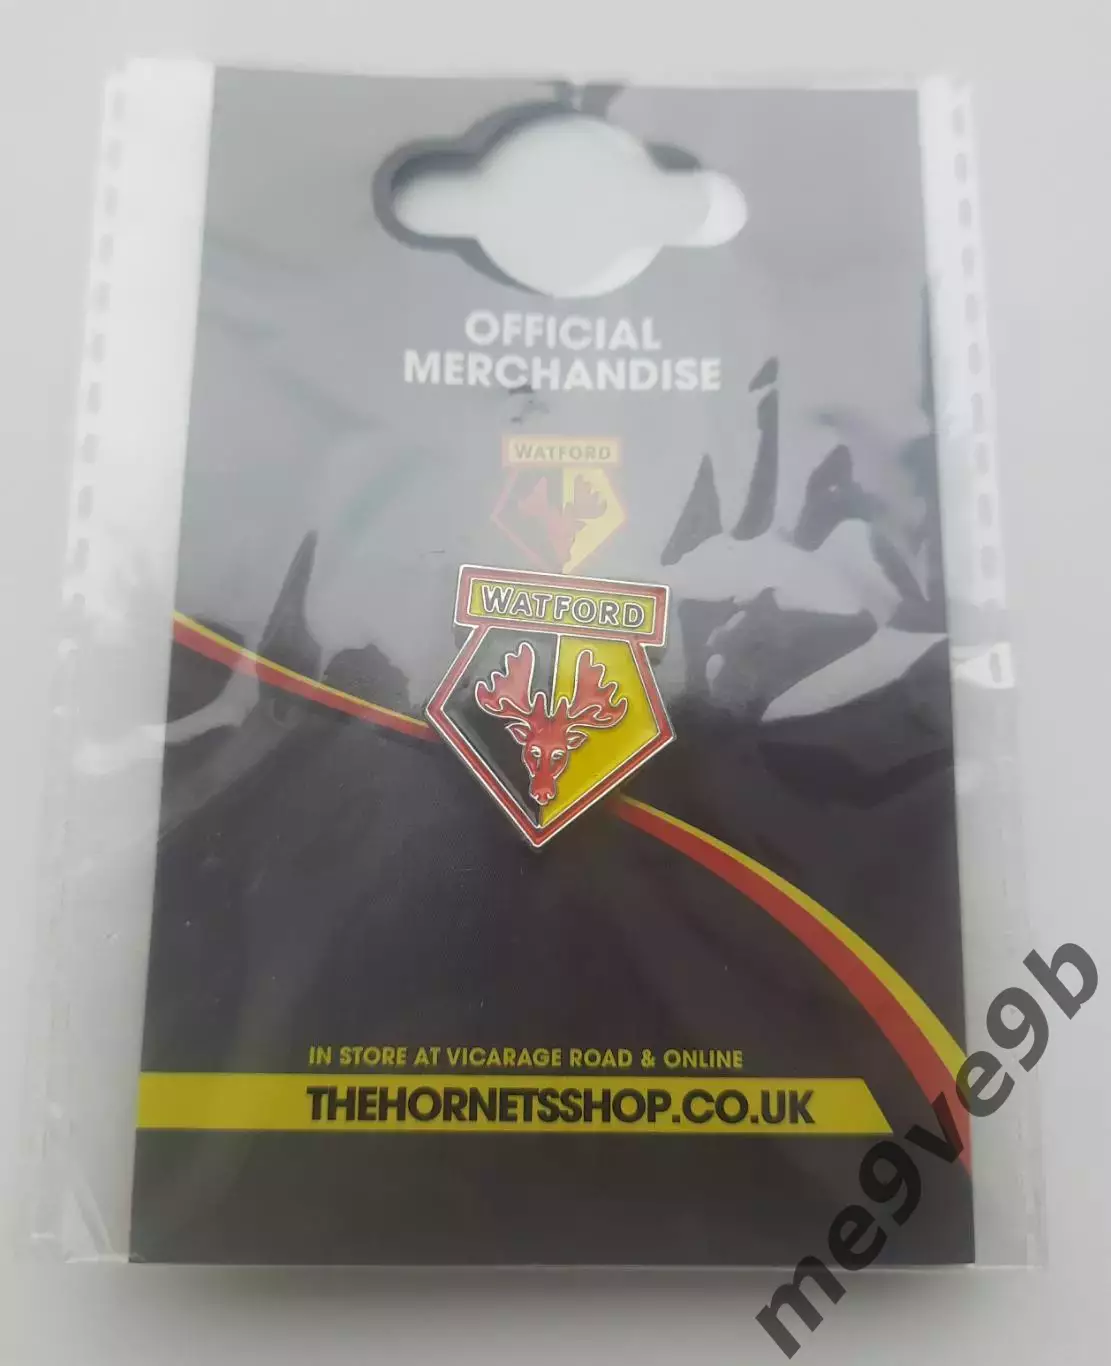 OFFICIAL
MERCHANDISE
WATFORD
WATFORD
IN STORE AT VICARAGE ROAD & ONLINE
THEHORNETSSHOP.CO.UK
me9ve9b